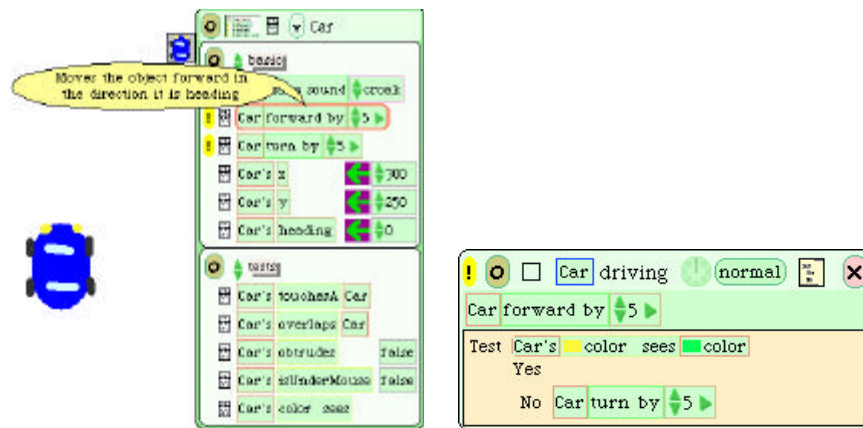 Car
basic
Moves the object forward in
the direction it is heading
sound croak
! Car forward by 5
! Car turn by 5
Car's x 300
Car's y 250
Car's heading 0
tests
Car's touchesA Car
Car's overlaps Car
Car's obtrudes false
Car's isUnderMouse false
Car's color sees
! Car driving normal
Car forward by 5
Test Car's color sees color
Yes
No Car turn by 5